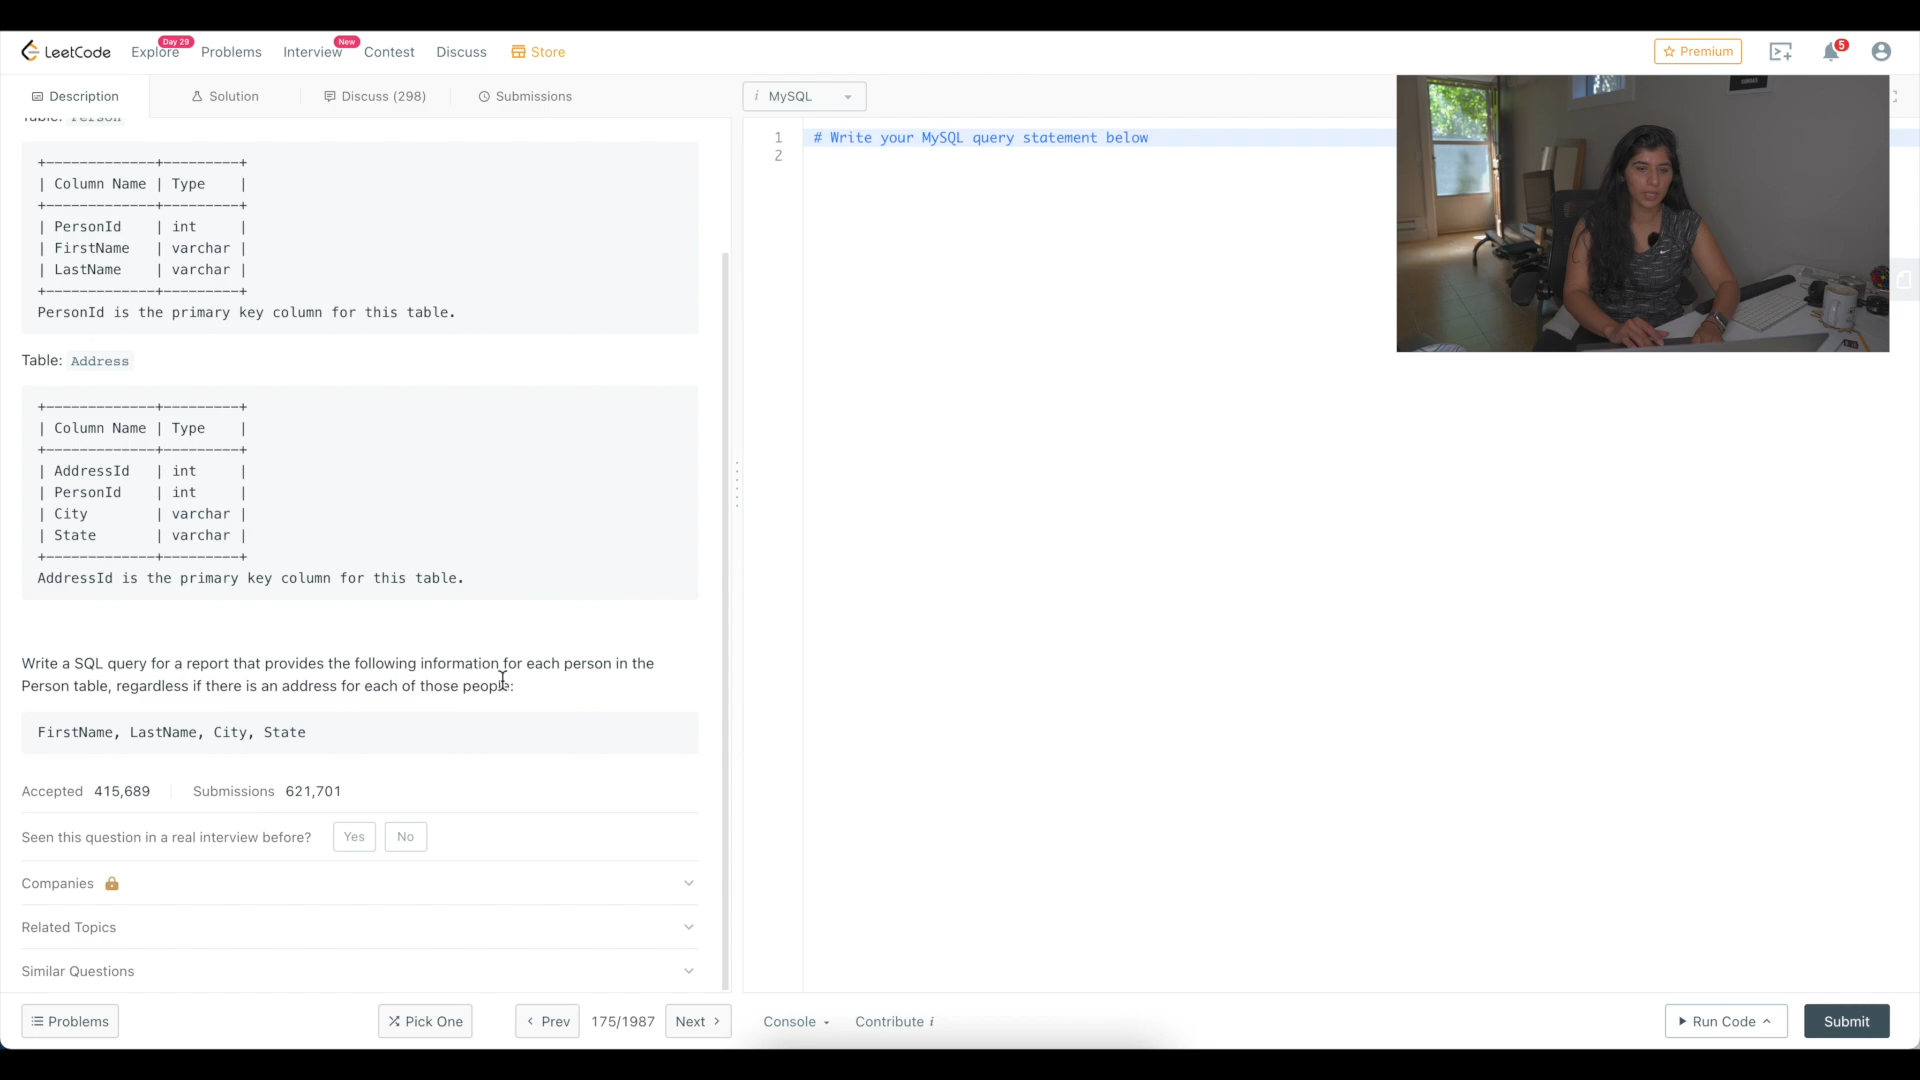 LeetCode Explore Day 29 Problems Interview New Contest Discuss Store Premium 5
Description Solution Discuss (298) Submissions i MySQL
Table: Person
+-------------+---------+
| Column Name | Type    |
+-------------+---------+
| PersonId    | int     |
| FirstName   | varchar |
| LastName    | varchar |
+-------------+---------+
PersonId is the primary key column for this table.
Table: Address
+-------------+---------+
| Column Name | Type    |
+-------------+---------+
| AddressId   | int     |
| PersonId    | int     |
| City        | varchar |
| State       | varchar |
+-------------+---------+
AddressId is the primary key column for this table.
Write a SQL query for a report that provides the following information for each person in the
Person table, regardless if there is an address for each of those people:
FirstName, LastName, City, State
Accepted 415,689 Submissions 621,701
Seen this question in a real interview before? Yes No
Companies
Related Topics
Similar Questions
Problems Pick One Prev 175/1987 Next
1 # Write your MySQL query statement below
2
Console Contribute i Run Code Submit